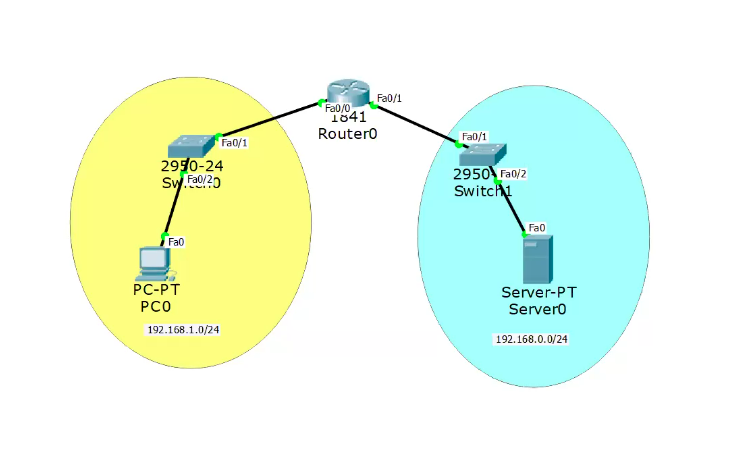 Fa0/0
Fa0/1
1841
Router0
Fa0/1
2950-24
Switch0
Fa0/2
Fa0
PC-PT
PC0
192.168.1.0/24
Fa0/1
2950-
Switch1
Fa0/2
Fa0
Server-PT
Server0
192.168.0.0/24